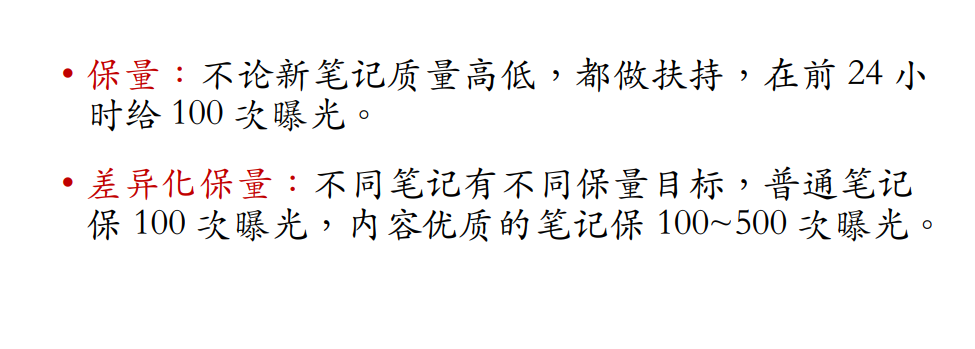 • 保量：不论新笔记质量高低，都做扶持，在前 24 小
时给 100 次曝光。
• 差异化保量：不同笔记有不同保量目标，普通笔记
保 100 次曝光，内容优质的笔记保 100~500 次曝光。